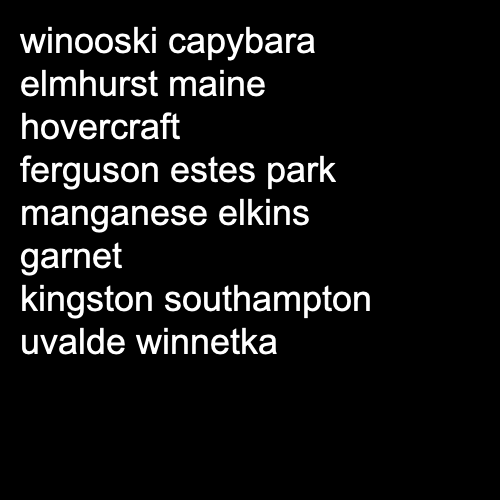 winooski capybara
elmhurst maine
hovercraft
ferguson estes park
manganese elkins
garnet
kingston southampton
uvalde winnetka